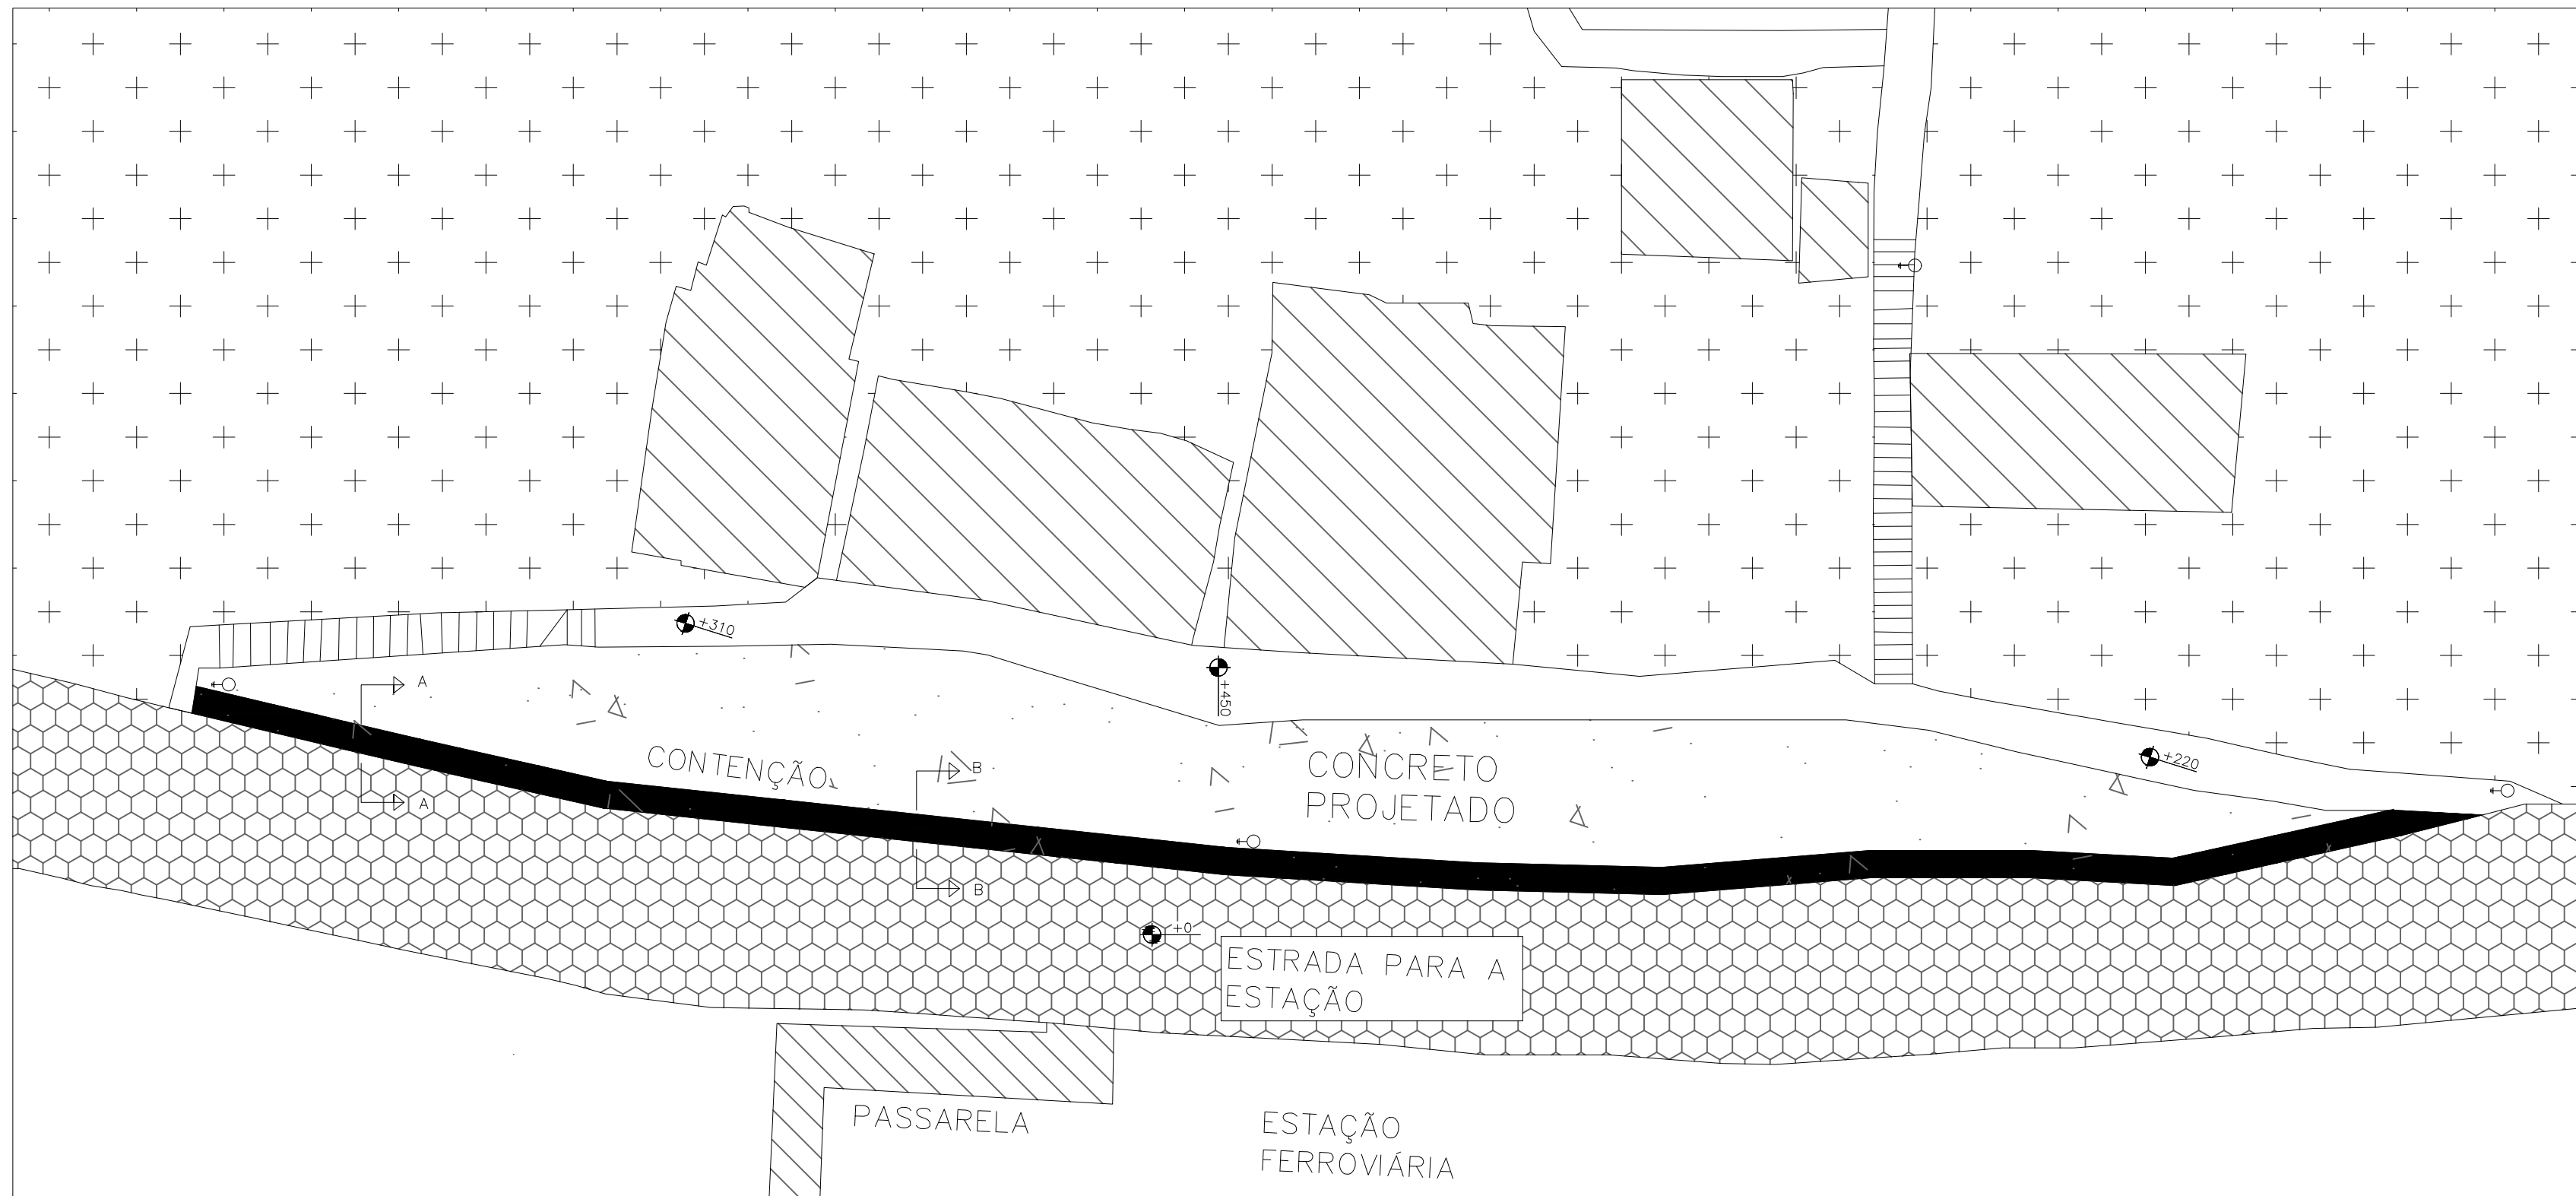 +310
+450
A
CONTENÇÃO
B
CONCRETO
PROJETADO
+220
A
B
+0
ESTRADA PARA A
ESTAÇÃO
PASSARELA
ESTAÇÃO
FERROVIÁRIA